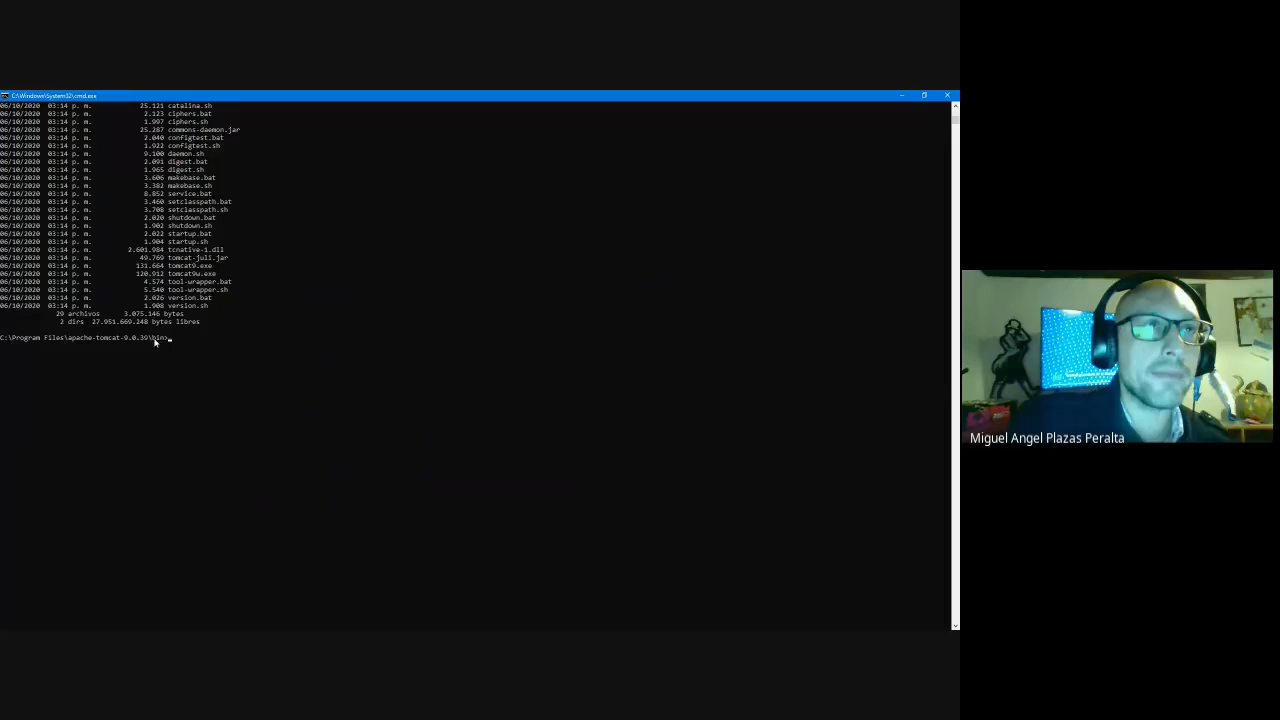 C:\Windows\System32\cmd.exe
06/10/2020 03:14 p. m. 25.121 catalina.sh
06/10/2020 03:14 p. m. 2.123 ciphers.bat
06/10/2020 03:14 p. m. 1.997 ciphers.sh
06/10/2020 03:14 p. m. 25.287 commons-daemon.jar
06/10/2020 03:14 p. m. 2.040 configtest.bat
06/10/2020 03:14 p. m. 1.922 configtest.sh
06/10/2020 03:14 p. m. 9.100 daemon.sh
06/10/2020 03:14 p. m. 2.091 digest.bat
06/10/2020 03:14 p. m. 1.965 digest.sh
06/10/2020 03:14 p. m. 3.606 makebase.bat
06/10/2020 03:14 p. m. 3.382 makebase.sh
06/10/2020 03:14 p. m. 8.852 service.bat
06/10/2020 03:14 p. m. 3.460 setclasspath.bat
06/10/2020 03:14 p. m. 3.708 setclasspath.sh
06/10/2020 03:14 p. m. 2.020 shutdown.bat
06/10/2020 03:14 p. m. 1.902 shutdown.sh
06/10/2020 03:14 p. m. 2.022 startup.bat
06/10/2020 03:14 p. m. 1.904 startup.sh
06/10/2020 03:14 p. m. 2.601.984 tcnative-1.dll
06/10/2020 03:14 p. m. 49.769 tomcat-juli.jar
06/10/2020 03:14 p. m. 131.664 tomcat9.exe
06/10/2020 03:14 p. m. 120.912 tomcat9w.exe
06/10/2020 03:14 p. m. 4.574 tool-wrapper.bat
06/10/2020 03:14 p. m. 5.540 tool-wrapper.sh
06/10/2020 03:14 p. m. 2.026 version.bat
06/10/2020 03:14 p. m. 1.908 version.sh
29 archivos 3.075.146 bytes
2 dirs 27.951.669.248 bytes libres
C:\Program Files\apache-tomcat-9.0.39\bin>
Miguel Angel Plazas Peralta